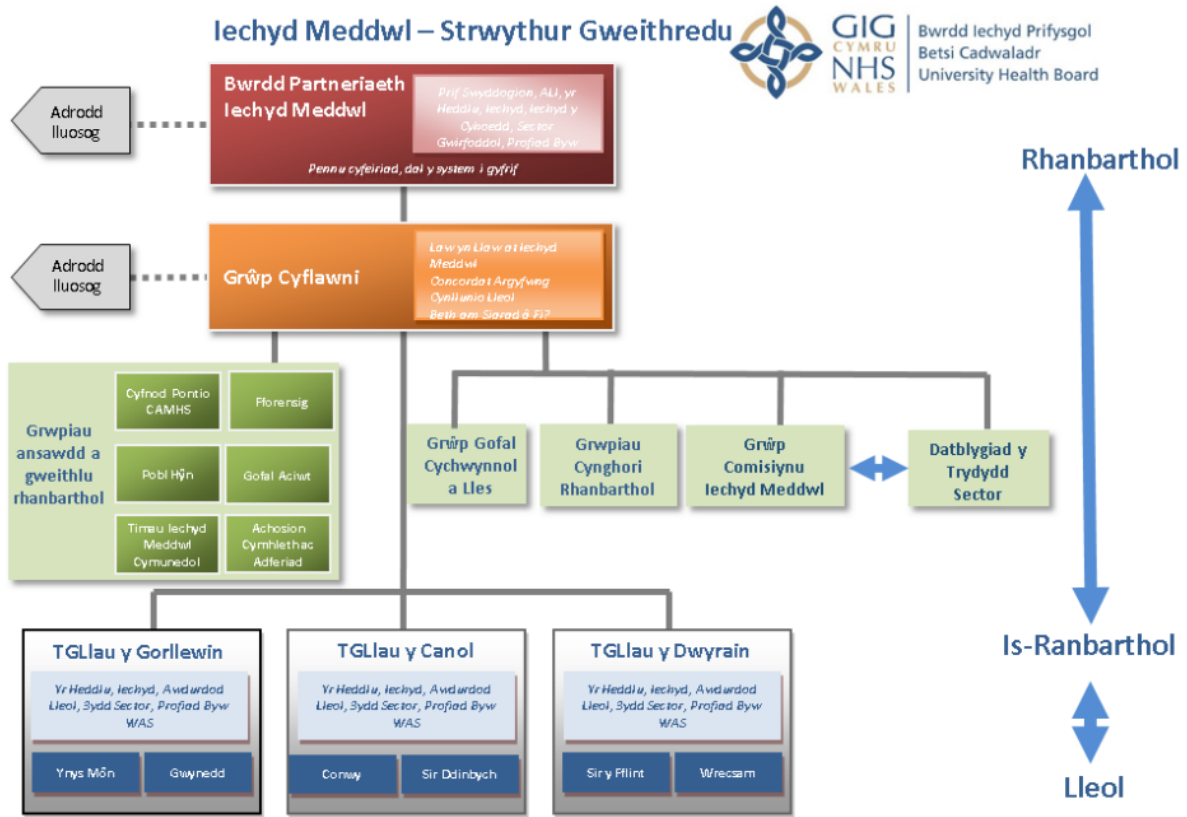 Iechyd Meddwl – Strwythur Gweithredu
GIG
CYMRU
NHS
WALES
Bwrdd Iechyd Prifysgol
Betsi Cadwaladr
University Health Board
Adrodd
lluosog
Bwrdd Partneriaeth
Iechyd Meddwl
Prif Swyddogion, ALl, yr
Heddlu, Iechyd, Iechyd y
Cyhoedd, Sector
Gwirfoddol, Profiad Byw
Pennu cyfeiriad, dal y system i gyfrif
Rhanbarthol
Adrodd
lluosog
Grŵp Cyflawni
Law yn Llaw at Iechyd
Meddwl
Concordat Argyfwng
Cynllunio Lleol
Beth am Siarad â Fi?
Grwpiau
ansawdd a
gweithlu
rhanbarthol
Cyfnod Pontio
CAMHS
Fforensig
Pobl Hŷn
Gofal Aciwt
Timau Iechyd
Meddwl
Cymunedol
Achosion
Cymhleth ac
Adferiad
Grŵp Gofal
Cychwynnol
a Lles
Grwpiau
Cynghori
Rhanbarthol
Grŵp
Comisiynu
Iechyd Meddwl
Datblygiad y
Trydydd
Sector
Is-Ranbarthol
TGLlau y Gorllewin
Yr Heddlu, Iechyd, Awdurdod
Lleol, 3ydd Sector, Profiad Byw
WAS
Ynys Môn
Gwynedd
TGLlau y Canol
Yr Heddlu, Iechyd, Awdurdod
Lleol, 3ydd Sector, Profiad Byw
WAS
Conwy
Sir Ddinbych
TGLlau y Dwyrain
Yr Heddlu, Iechyd, Awdurdod
Lleol, 3ydd Sector, Profiad Byw
WAS
Sir y Fflint
Wrecsam
Lleol